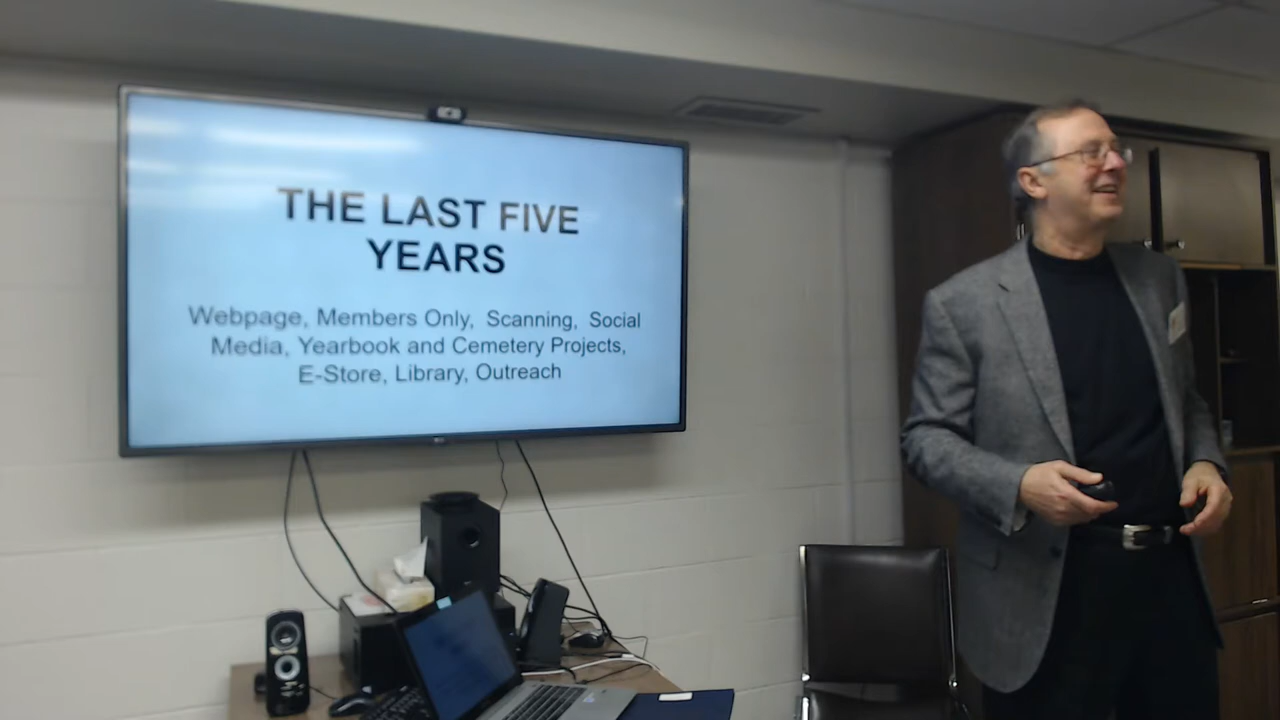 THE LAST FIVE
YEARS
Webpage, Members Only, Scanning, Social
Media, Yearbook and Cemetery Projects,
E-Store, Library, Outreach